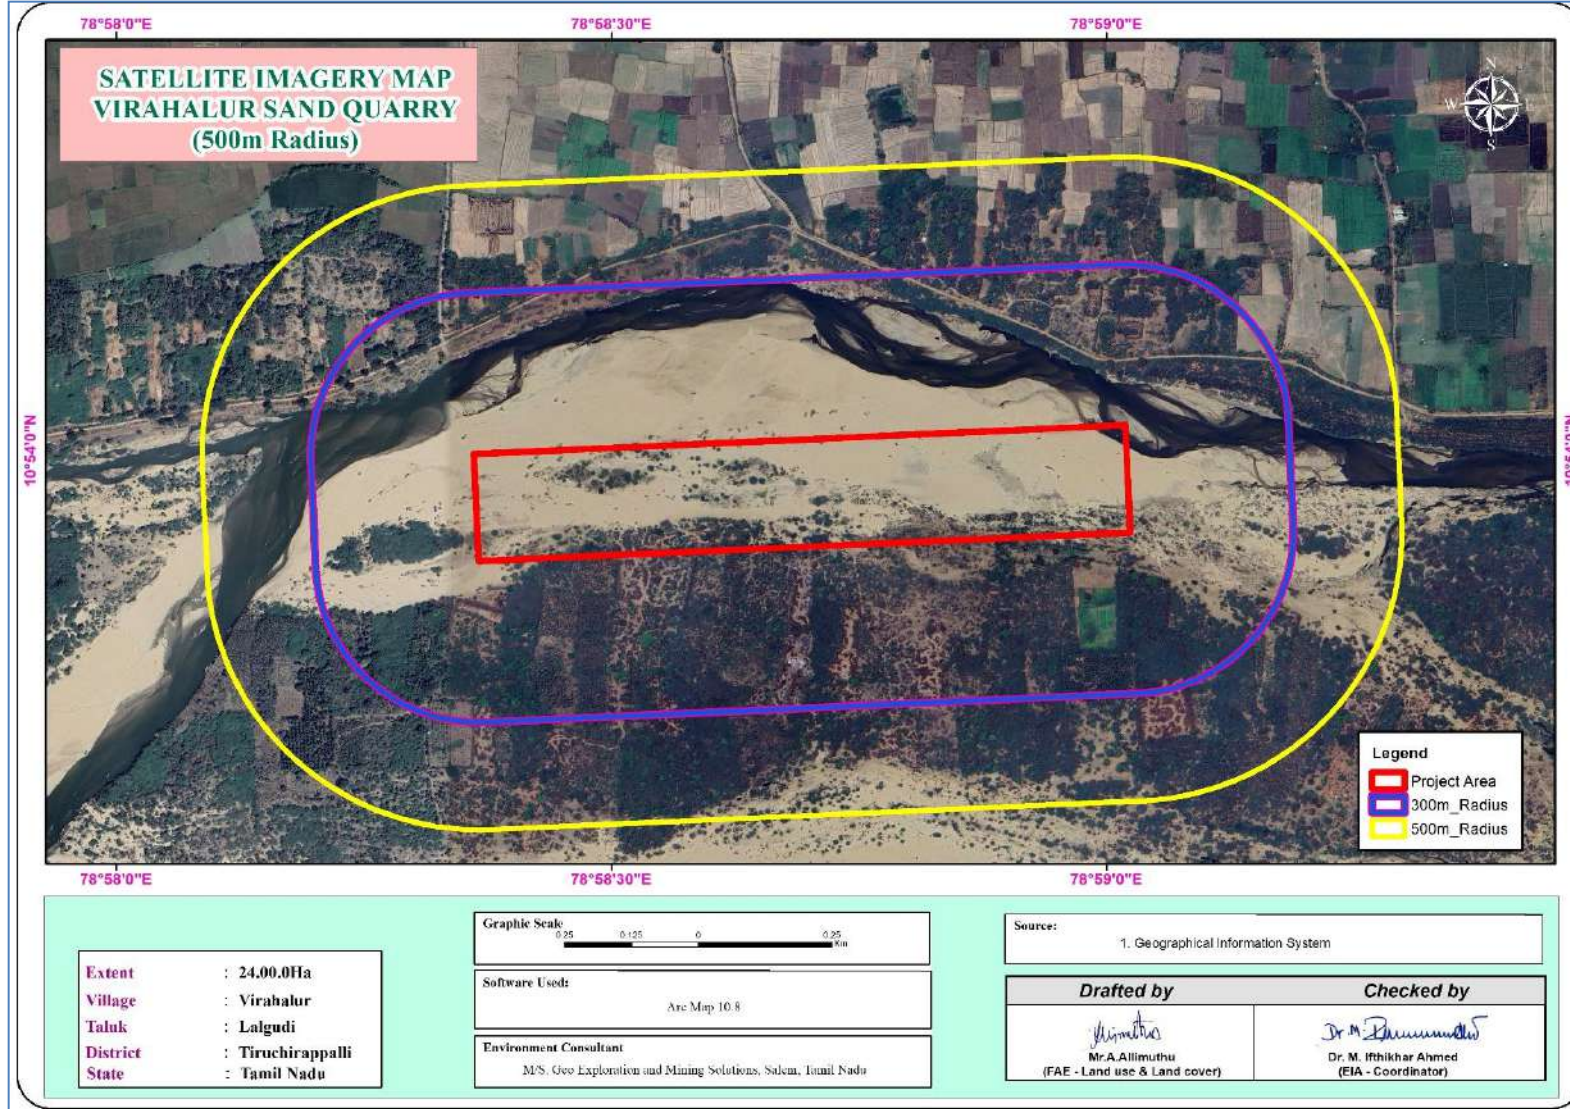 78°58'0"E 78°58'30"E 78°59'0"E
SATELLITE IMAGERY MAP
VIRAHALUR SAND QUARRY
(500m Radius)
N
W
S
10°54'0"N
10°54'0"N
Legend
Project Area
300m_Radius
500m_Radius
78°58'0"E 78°58'30"E 78°59'0"E
Extent : 24.00.0Ha
Village : Virahalur
Taluk : Lalgudi
District : Tiruchirappalli
State : Tamil Nadu
Graphic Scale
0.25 0.125 0 0.25
Km
Software Used:
Arc Map 10.8
Environment Consultant
M/S. Geo Exploration and Mining Solutions, Salem, Tamil Nadu
Source:
1. Geographical Information System
Drafted by
Mr.A.Allimuthu
(FAE - Land use & Land cover)
Checked by
Dr. M. Ifthikhar Ahmed
(EIA - Coordinator)